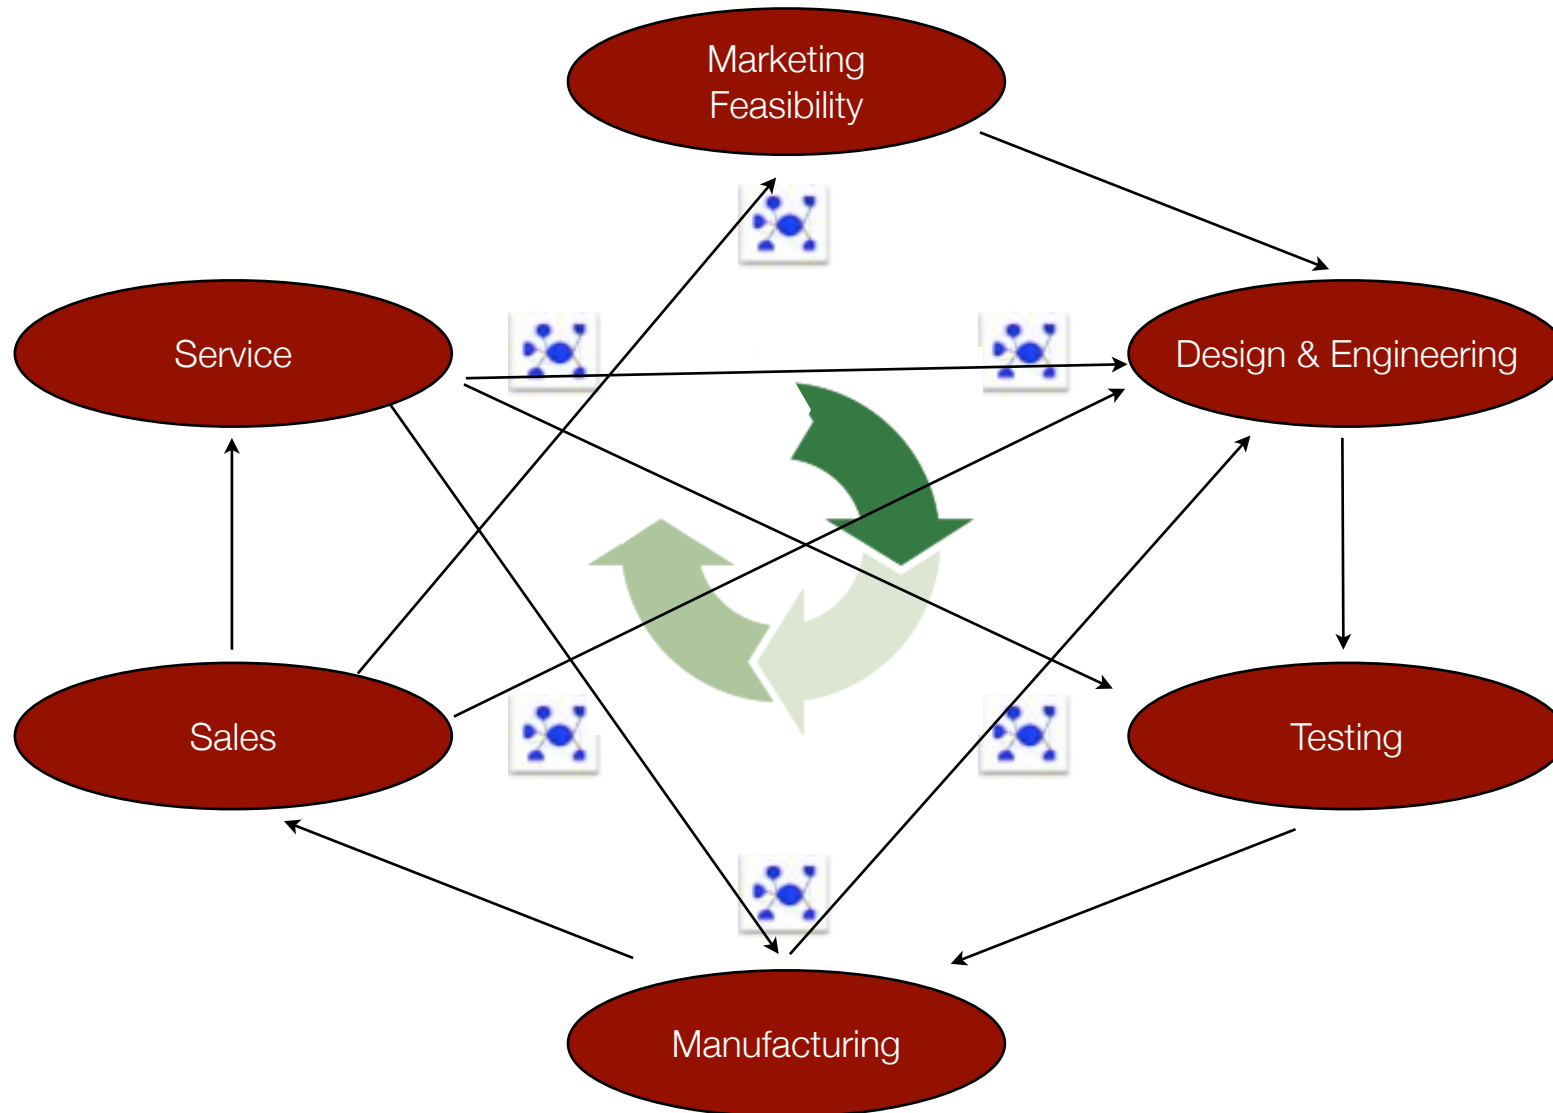 Marketing
Feasibility
Service
Design & Engineering
Sales
Testing
Manufacturing